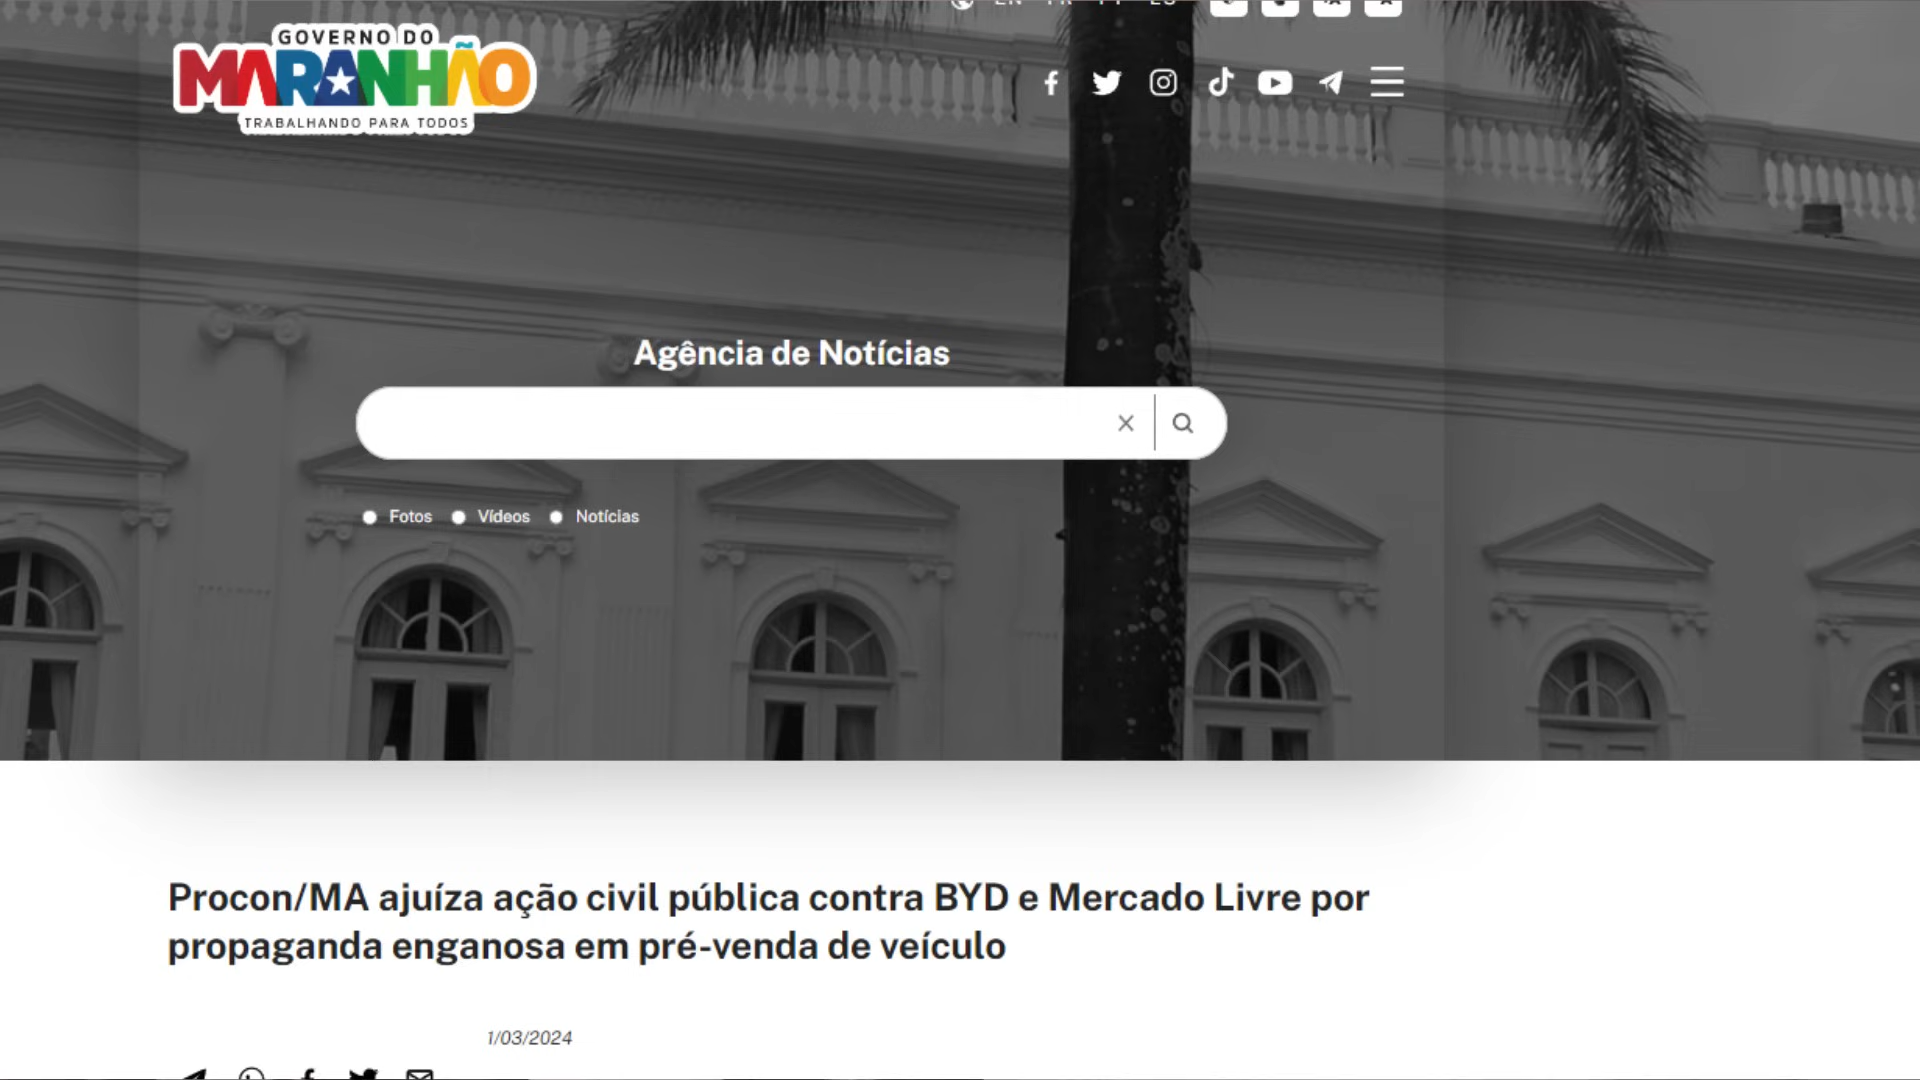 GOVERNO DO
MARANHÃO
TRABALHANDO PARA TODOS
Agência de Notícias
Fotos Vídeos Notícias
Procon/MA ajuíza ação civil pública contra BYD e Mercado Livre por
propaganda enganosa em pré-venda de veículo
1/03/2024